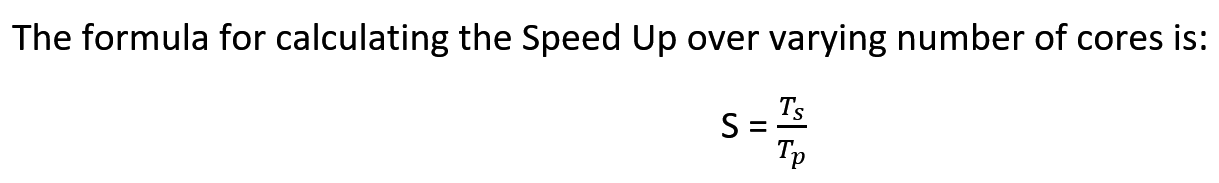 The formula for calculating the Speed Up over varying number of cores is:
S = Ts/Tp